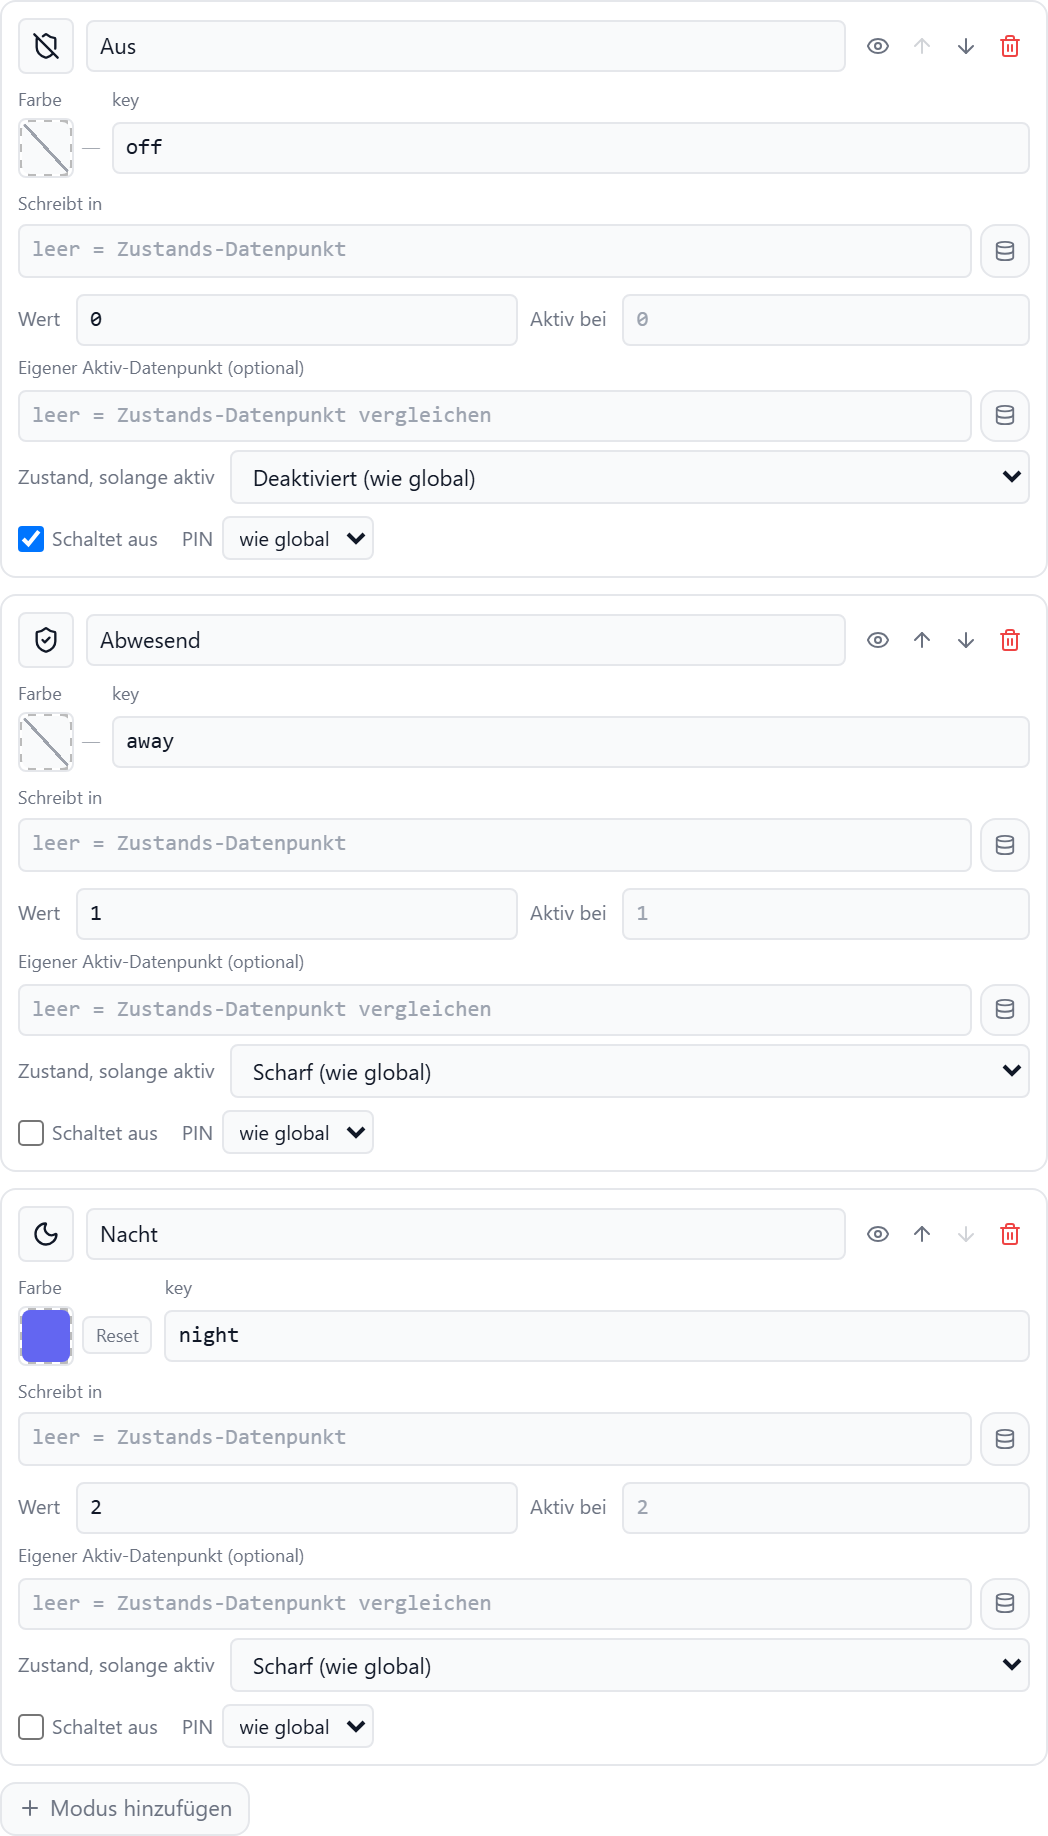 Aus
Farbe key
off
Schreibt in
leer = Zustands-Datenpunkt
Wert 0 Aktiv bei 0
Eigener Aktiv-Datenpunkt (optional)
leer = Zustands-Datenpunkt vergleichen
Zustand, solange aktiv Deaktiviert (wie global)
Schaltet aus PIN wie global
Abwesend
Farbe key
away
Schreibt in
leer = Zustands-Datenpunkt
Wert 1 Aktiv bei 1
Eigener Aktiv-Datenpunkt (optional)
leer = Zustands-Datenpunkt vergleichen
Zustand, solange aktiv Scharf (wie global)
Schaltet aus PIN wie global
Nacht
Farbe key
Reset night
Schreibt in
leer = Zustands-Datenpunkt
Wert 2 Aktiv bei 2
Eigener Aktiv-Datenpunkt (optional)
leer = Zustands-Datenpunkt vergleichen
Zustand, solange aktiv Scharf (wie global)
Schaltet aus PIN wie global
+ Modus hinzufügen